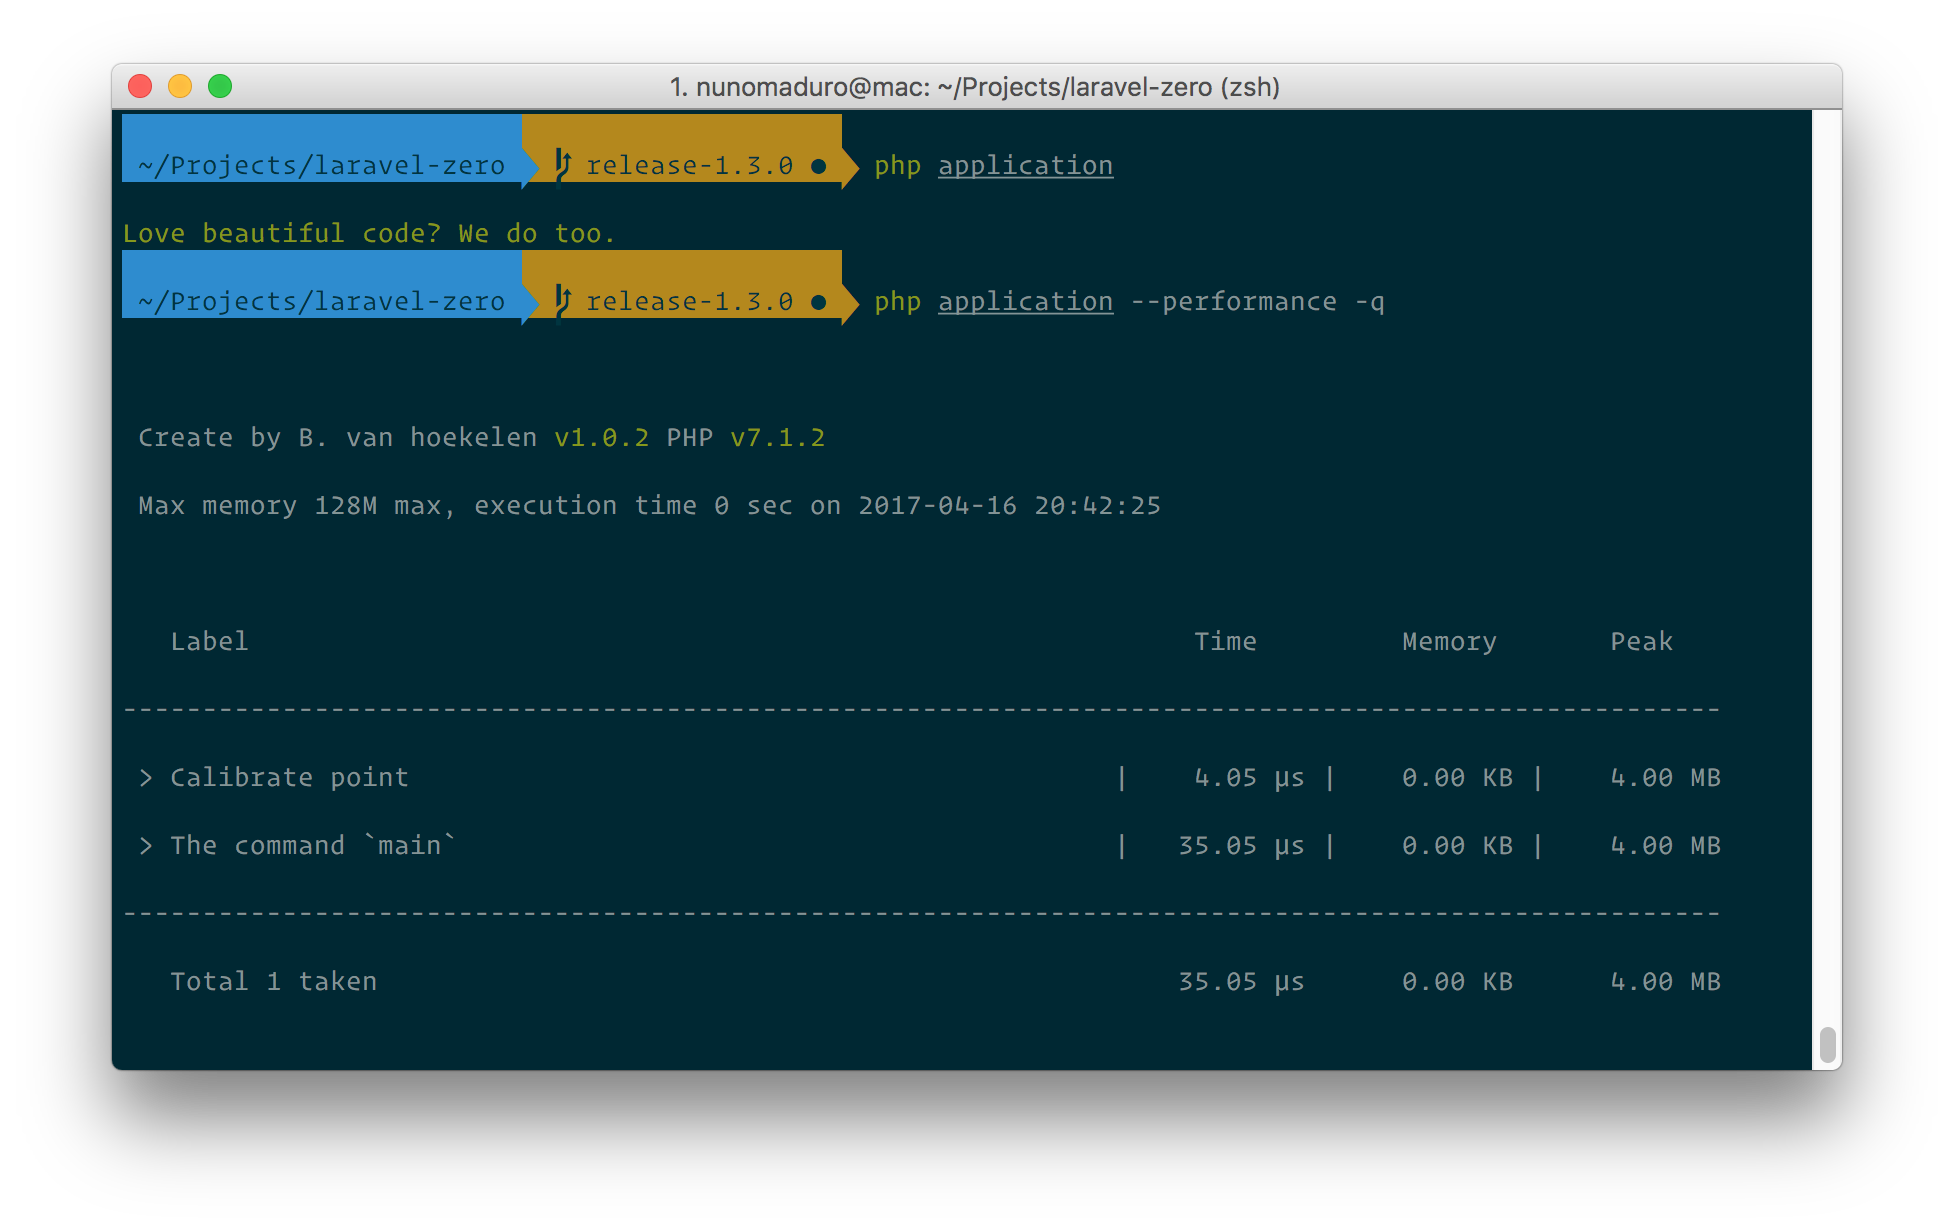 1. nunomaduro@mac: ~/Projects/laravel-zero (zsh)
~/Projects/laravel-zero release-1.3.0 ● php application
Love beautiful code? We do too.
~/Projects/laravel-zero release-1.3.0 ● php application --performance -q
Create by B. van hoekelen v1.0.2 PHP v7.1.2
Max memory 128M max, execution time 0 sec on 2017-04-16 20:42:25
Label Time Memory Peak
----------------------------------------------------------------------------------------------------
> Calibrate point | 4.05 µs | 0.00 KB | 4.00 MB
> The command `main` | 35.05 µs | 0.00 KB | 4.00 MB
----------------------------------------------------------------------------------------------------
Total 1 taken 35.05 µs 0.00 KB 4.00 MB